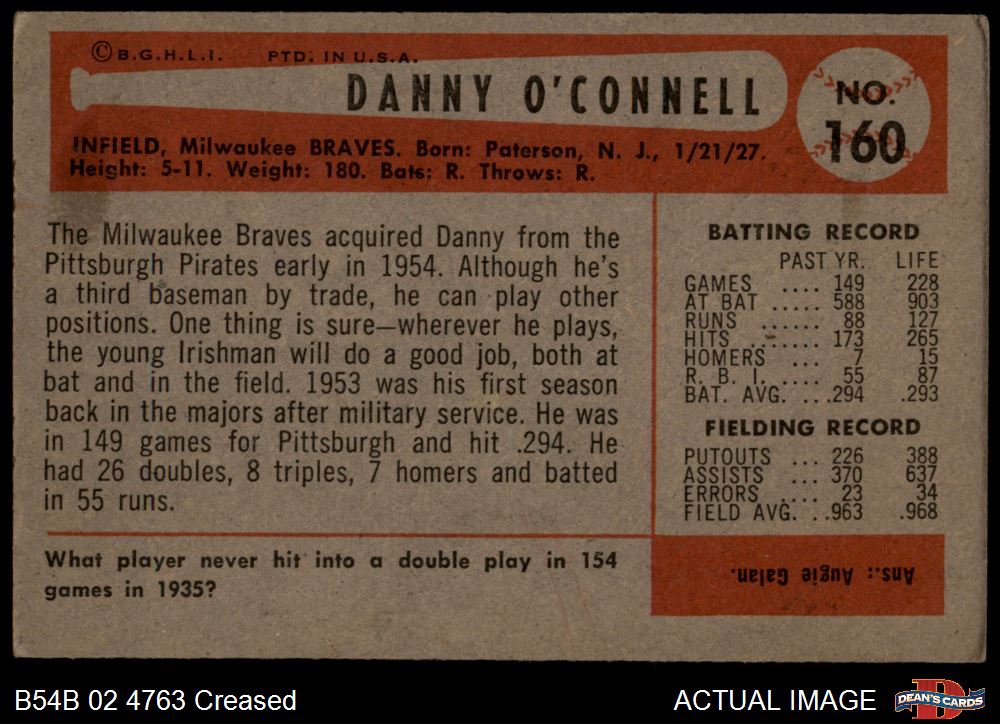 © B.G.H.L.I. PTD. IN U.S.A.
DANNY O'CONNELL
NO.
160
INFIELD, Milwaukee BRAVES. Born: Paterson, N. J., 1/21/27.
Height: 5-11. Weight: 180. Bats: R. Throws: R.
The Milwaukee Braves acquired Danny from the
Pittsburgh Pirates early in 1954. Although he's
a third baseman by trade, he can play other
positions. One thing is sure—wherever he plays,
the young Irishman will do a good job, both at
bat and in the field. 1953 was his first season
back in the majors after military service. He was
in 149 games for Pittsburgh and hit .294. He
had 26 doubles, 8 triples, 7 homers and batted
in 55 runs.
BATTING RECORD
PAST YR. LIFE
GAMES .... 149 228
AT BAT ..... 588 903
RUNS ...... 88 127
HITS ....... 173 265
HOMERS .... 7 15
R. B. I. ..... 55 87
BAT. AVG. ...294 .293
FIELDING RECORD
PUTOUTS ... 226 388
ASSISTS ... 370 637
ERRORS .... 23 34
FIELD AVG. ..963 .968
What player never hit into a double play in 154
games in 1935?
Ans.: Augie Galan.
B54B 02 4763 Creased
ACTUAL IMAGE
DEAN'S CARDS